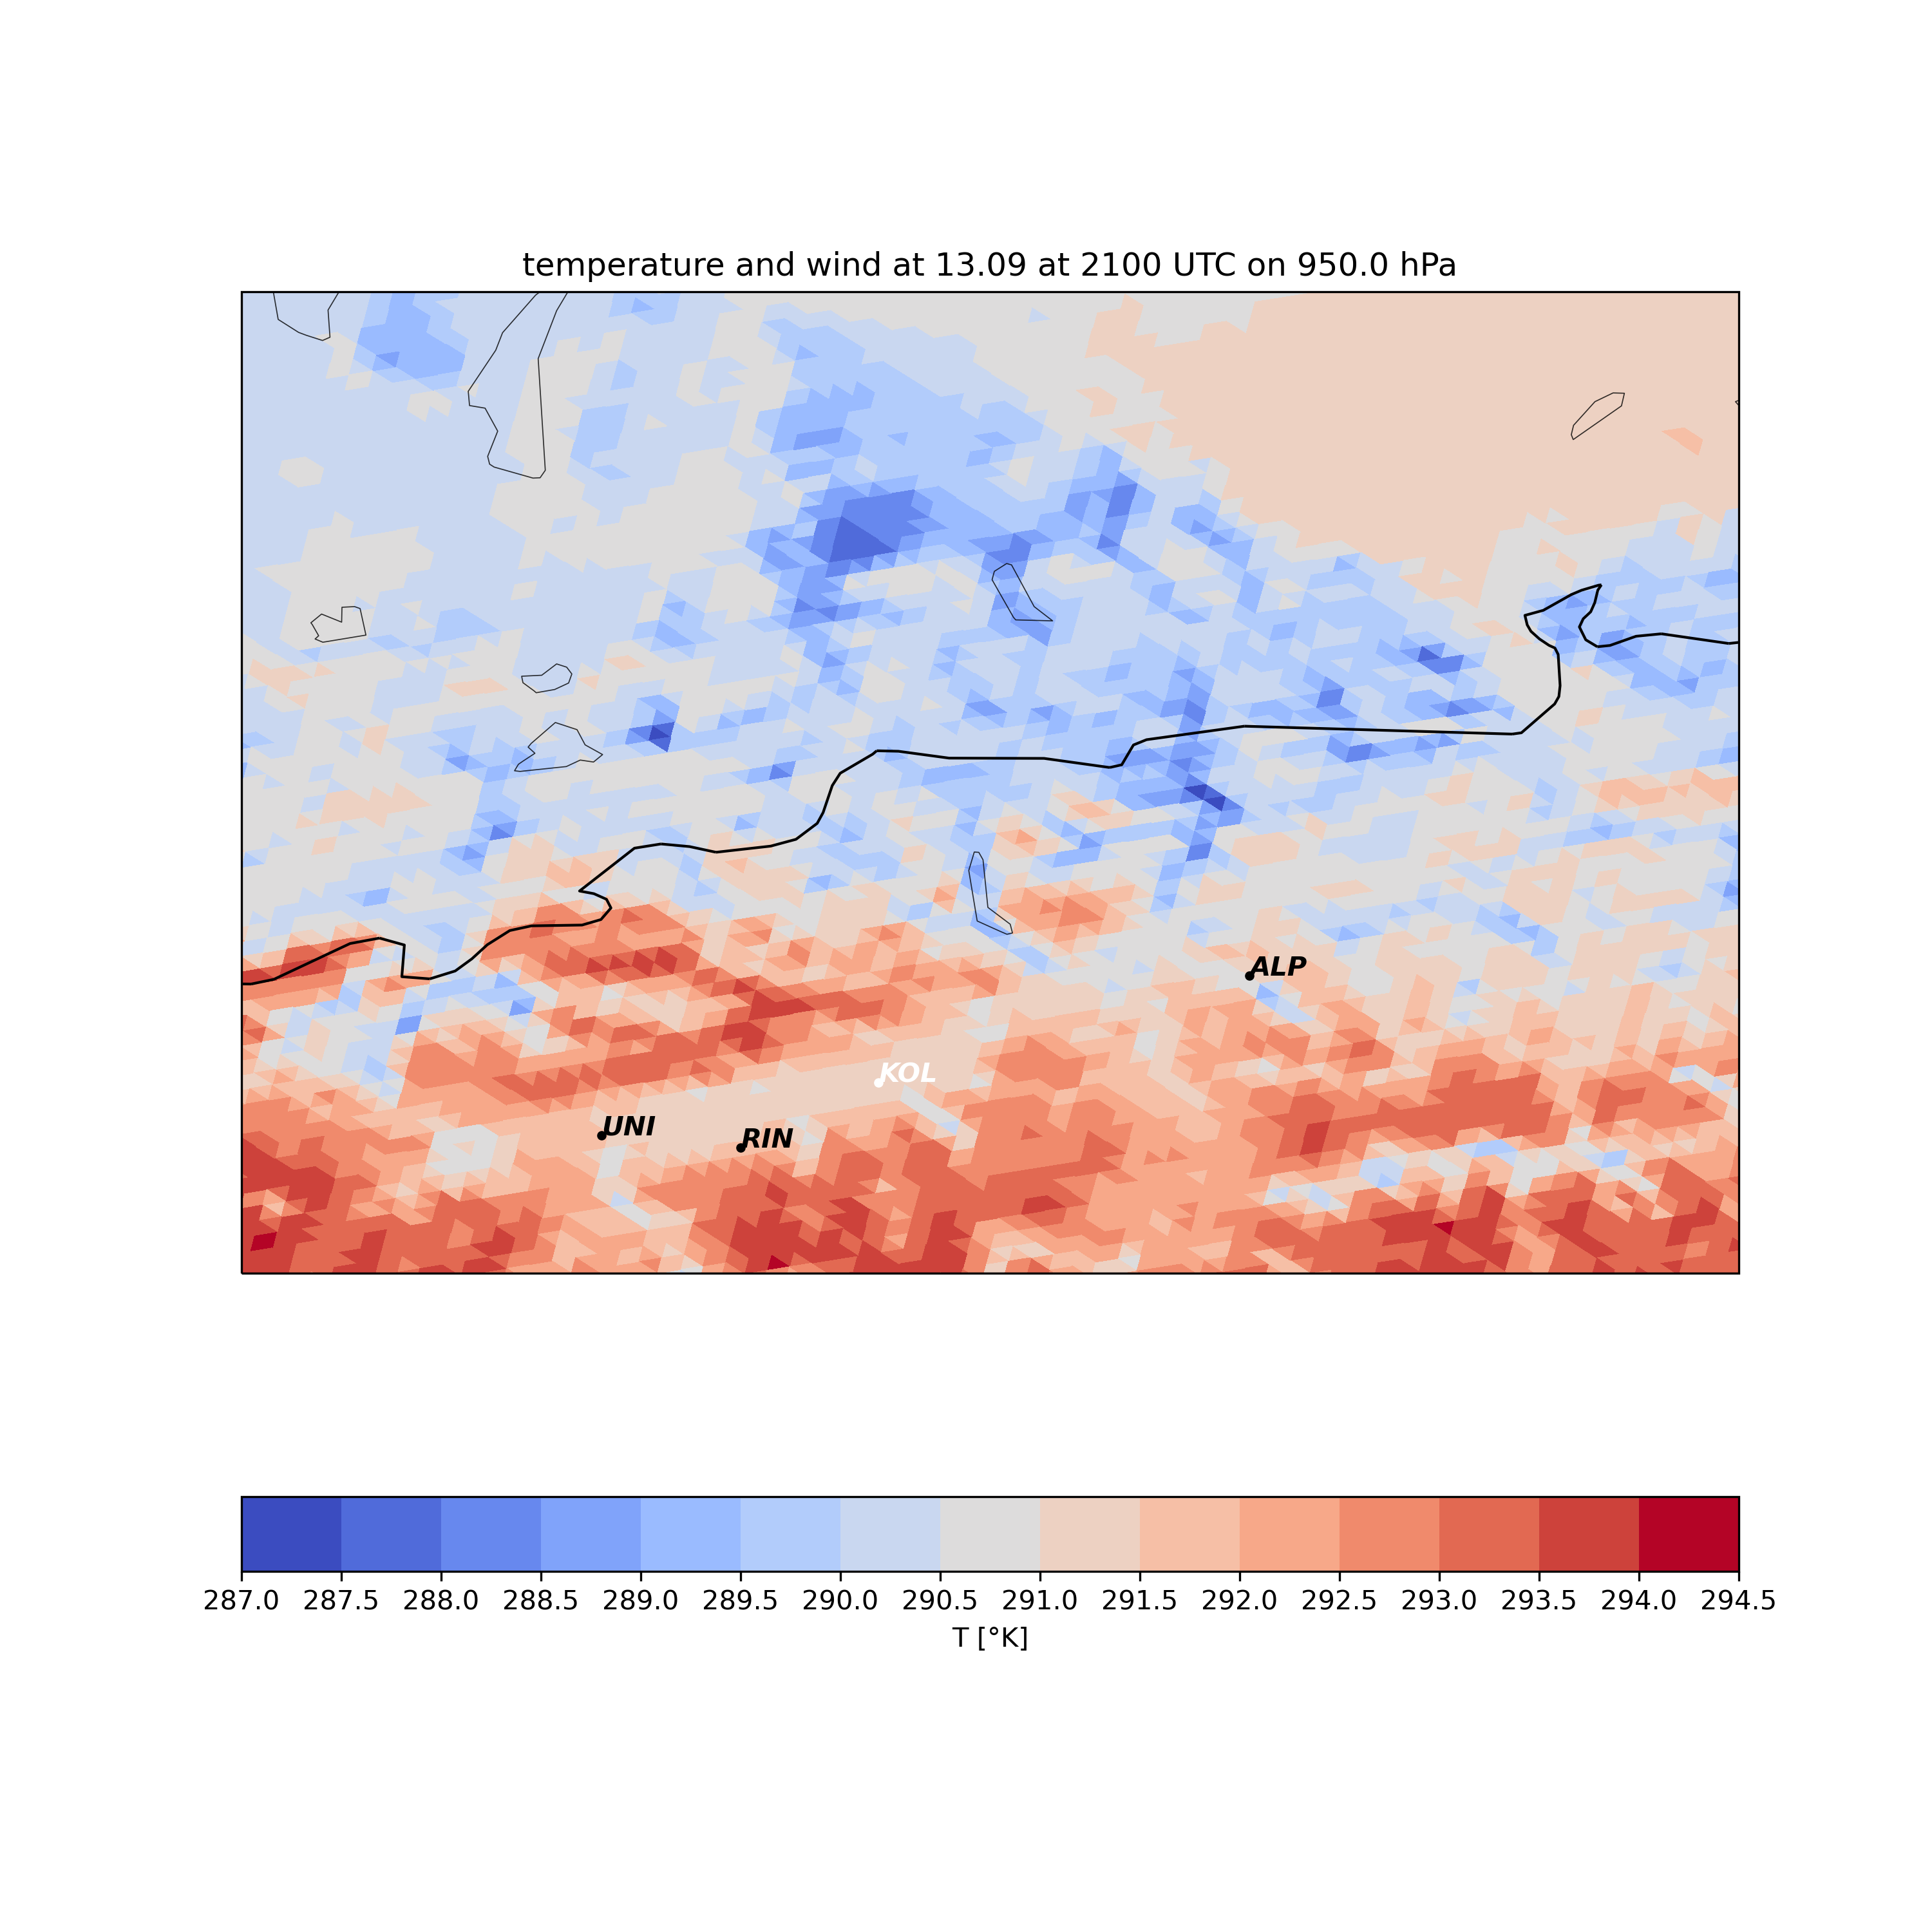 temperature and wind at 13.09 at 2100 UTC on 950.0 hPa
ALP
KOL
UNI
RIN
287.0 287.5 288.0 288.5 289.0 289.5 290.0 290.5 291.0 291.5 292.0 292.5 293.0 293.5 294.0 294.5
T [°K]